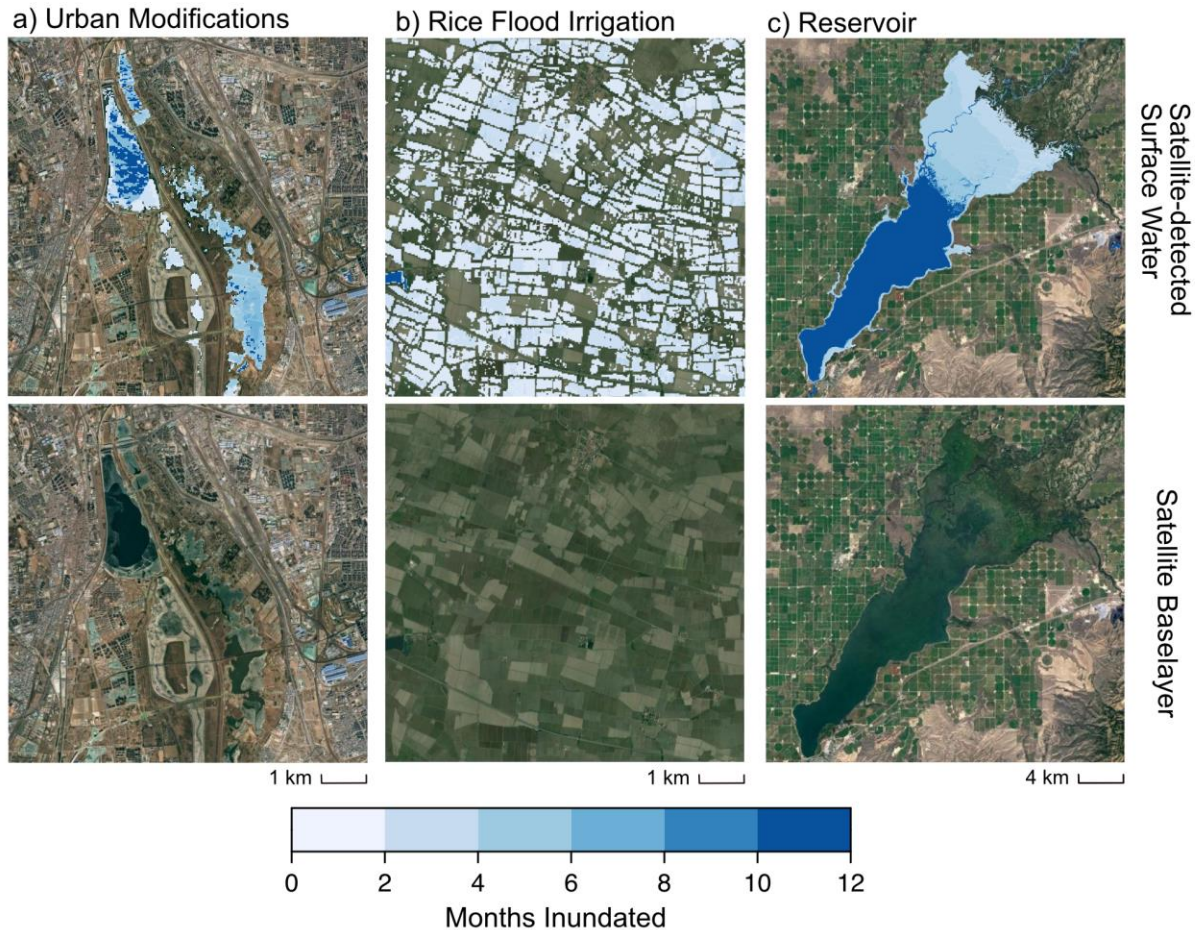 a) Urban Modifications
b) Rice Flood Irrigation
c) Reservoir
Satellite-detected
Surface Water
Satellite Baselayer
1 km
1 km
4 km
0 2 4 6 8 10 12
Months Inundated